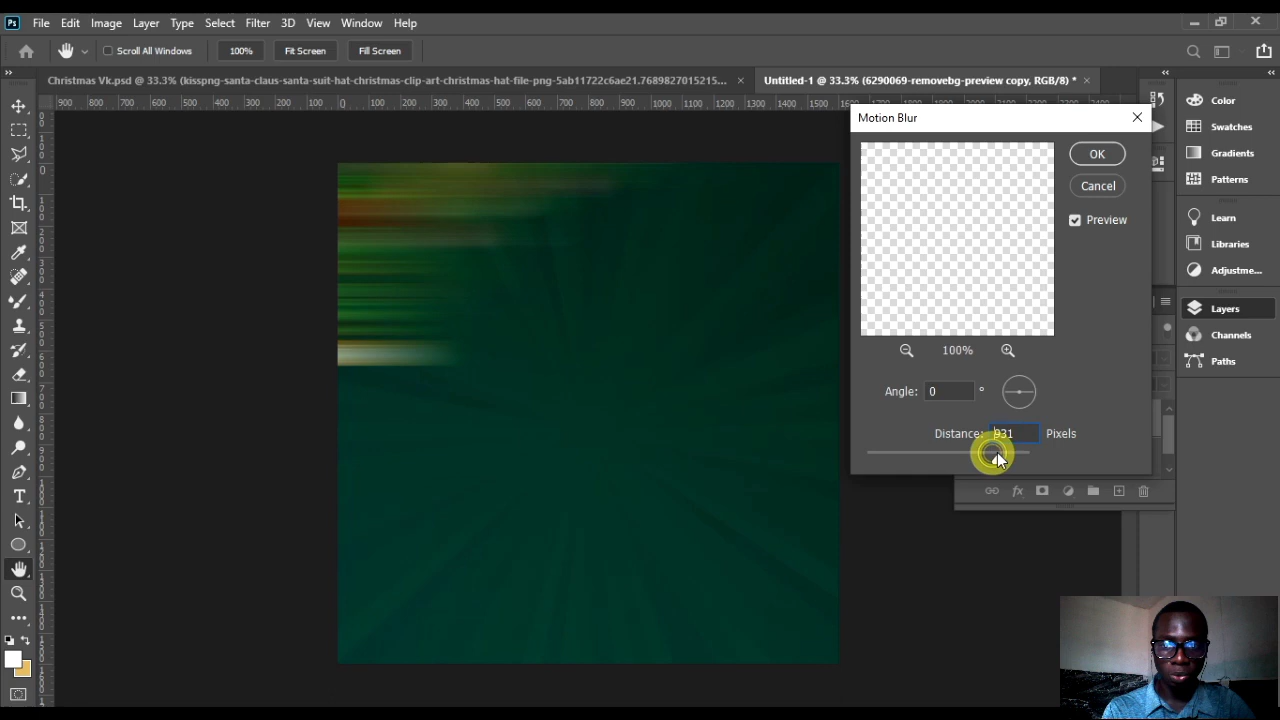 Ps File Edit Image Layer Type Select Filter 3D View Window Help
Scroll All Windows 100% Fit Screen Fill Screen
Christmas Vk.psd @ 33.3% (kisspng-santa-claus-santa-suit-hat-christmas-clip-art-christmas-hat-file-png-5ab11722c6ae21.7689827015215... × Untitled-1 @ 33.3% (6290069-removebg-preview copy, RGB/8) * ×
900 800 700 600 500 400 300 200 100 0 100 200 300 400 500 600 700 800 900 1000 1100 1200 1300 1400 1500
Motion Blur
OK
Cancel
Preview
100%
Angle: 0 °
Distance: 931 Pixels
Color
Swatches
Gradients
Patterns
Learn
Libraries
Adjustme...
Layers
Channels
Paths
fx